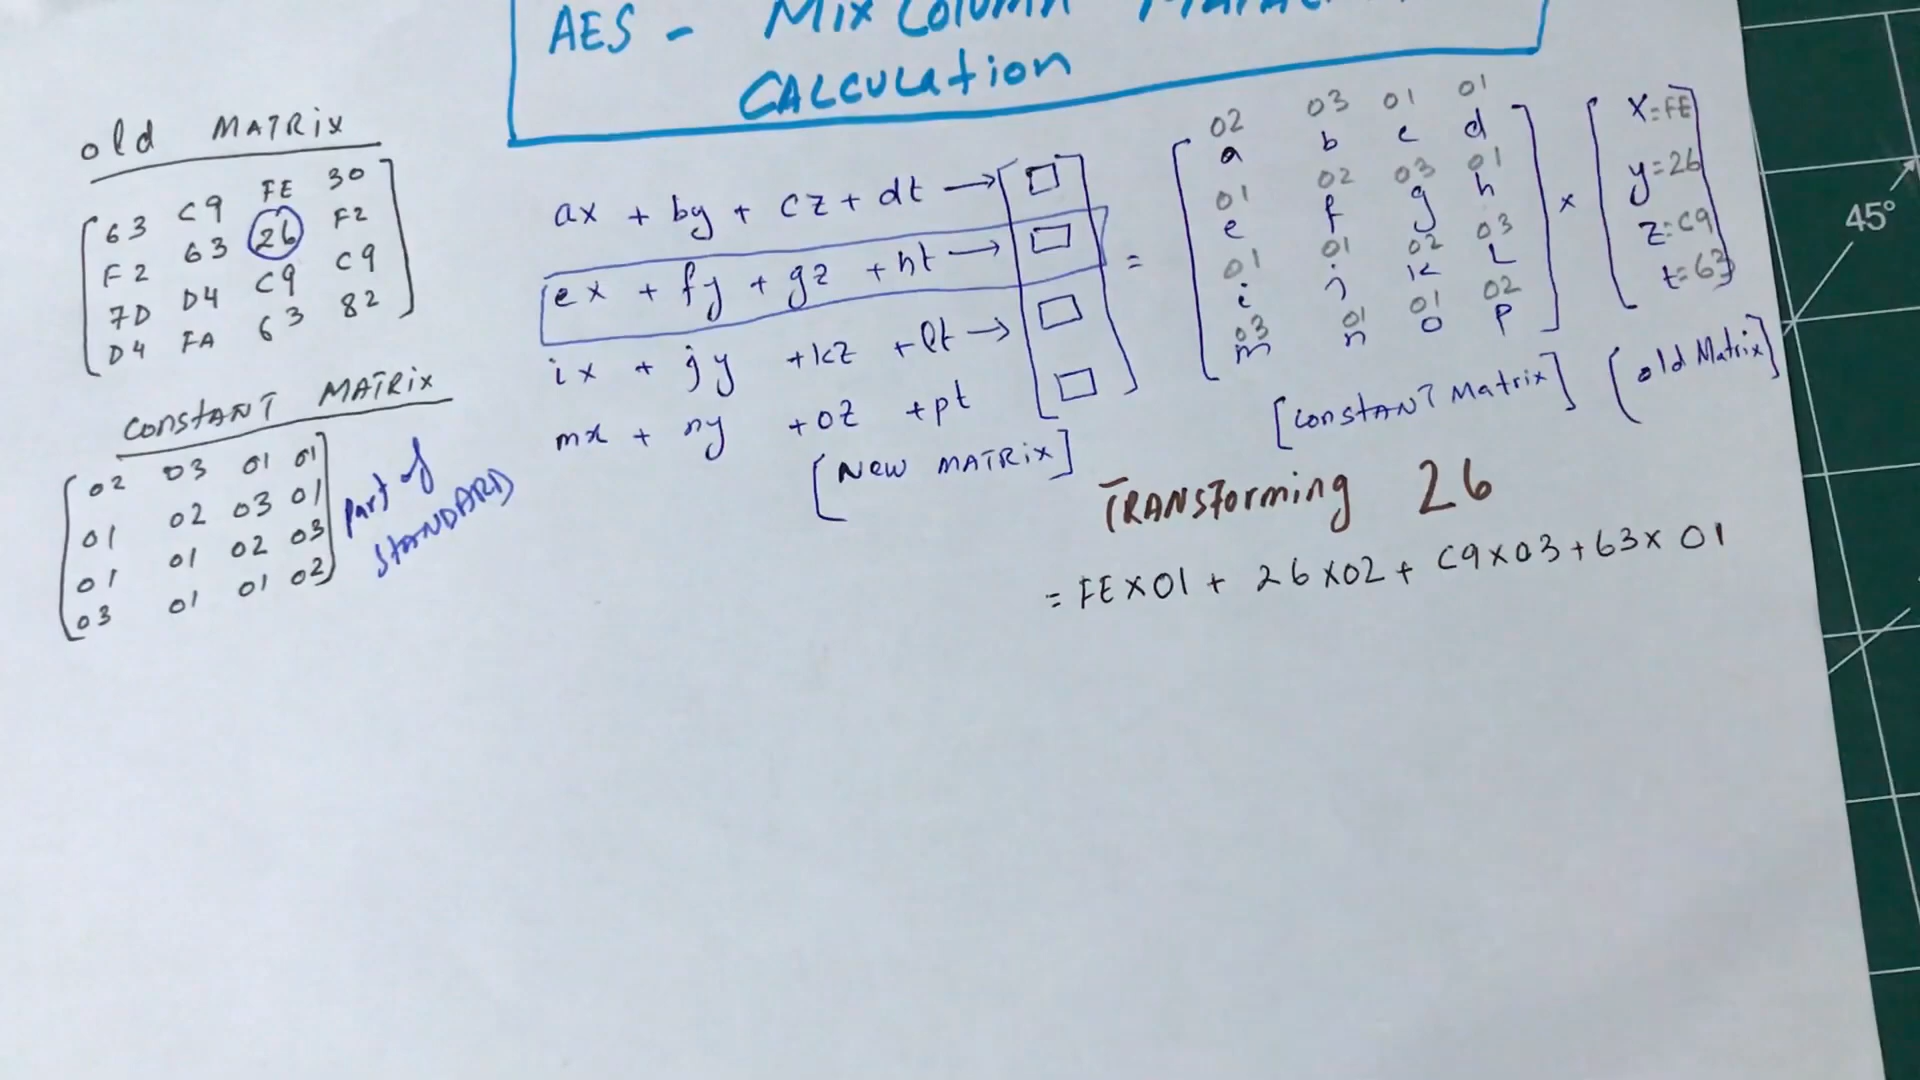 AES - MIX COLUMN
CALCULATION
old MATRIX
63 C9 FE 30
F2 63 26 F2
7D D4 C9 C9
D4 FA 63 82
CONSTANT MATRIX
02 03 01 01
01 02 03 01
01 01 02 03
03 01 01 02
part of
STANDARD
ax + by + cz + dt →
ex + fy + gz + ht →
ix + jy + kz + lt →
mx + ny + oz + pt
[NEW MATRIX]
=
02 03 01 01
a b c d
01 02 03 01
e f g h
01 01 02 03
i j k L
03 01 01 02
m n o p
×
X=FE
y=26
z=C9
t=63
[CONSTANT Matrix] [old Matrix]
TRANSforming 26
= FE×01 + 26×02 + C9×03 + 63× 01
45°